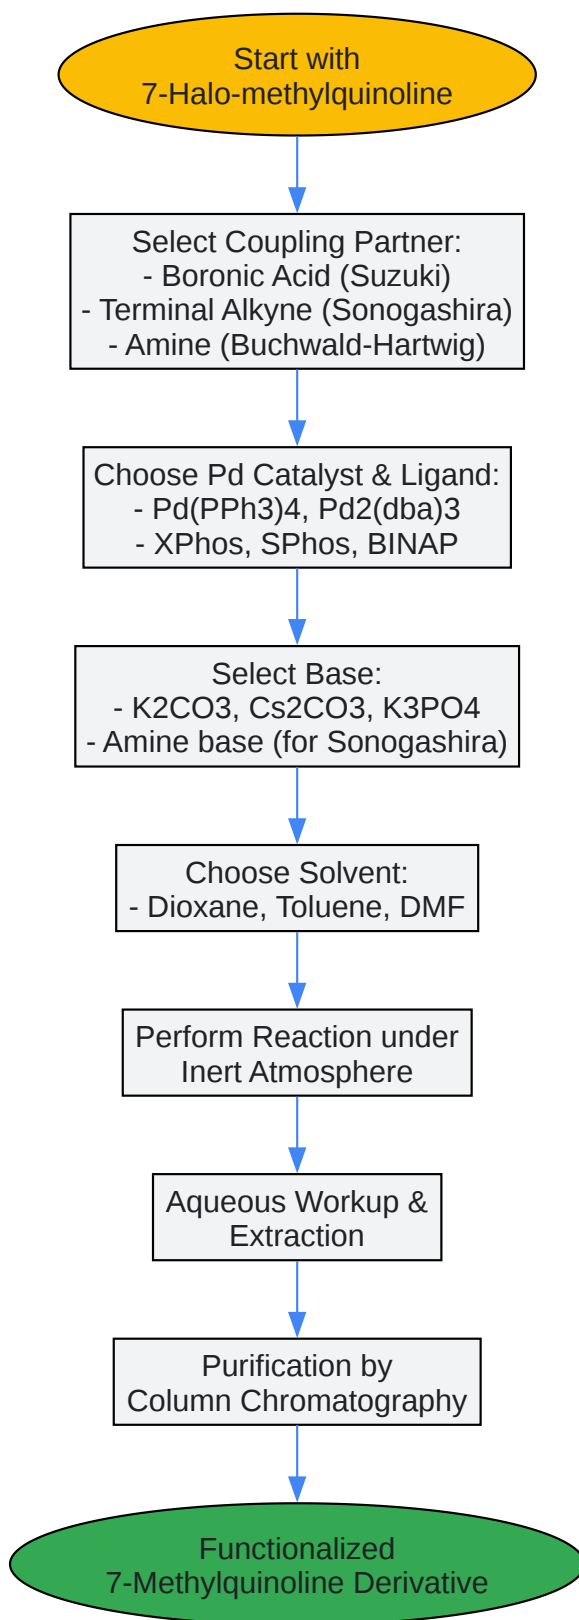 Start with
7-Halo-methylquinoline
Select Coupling Partner:
- Boronic Acid (Suzuki)
- Terminal Alkyne (Sonogashira)
- Amine (Buchwald-Hartwig)
Choose Pd Catalyst & Ligand:
- Pd(PPh3)4, Pd2(dba)3
- XPhos, SPhos, BINAP
Select Base:
- K2CO3, Cs2CO3, K3PO4
- Amine base (for Sonogashira)
Choose Solvent:
- Dioxane, Toluene, DMF
Perform Reaction under
Inert Atmosphere
Aqueous Workup &
Extraction
Purification by
Column Chromatography
Functionalized
7-Methylquinoline Derivative